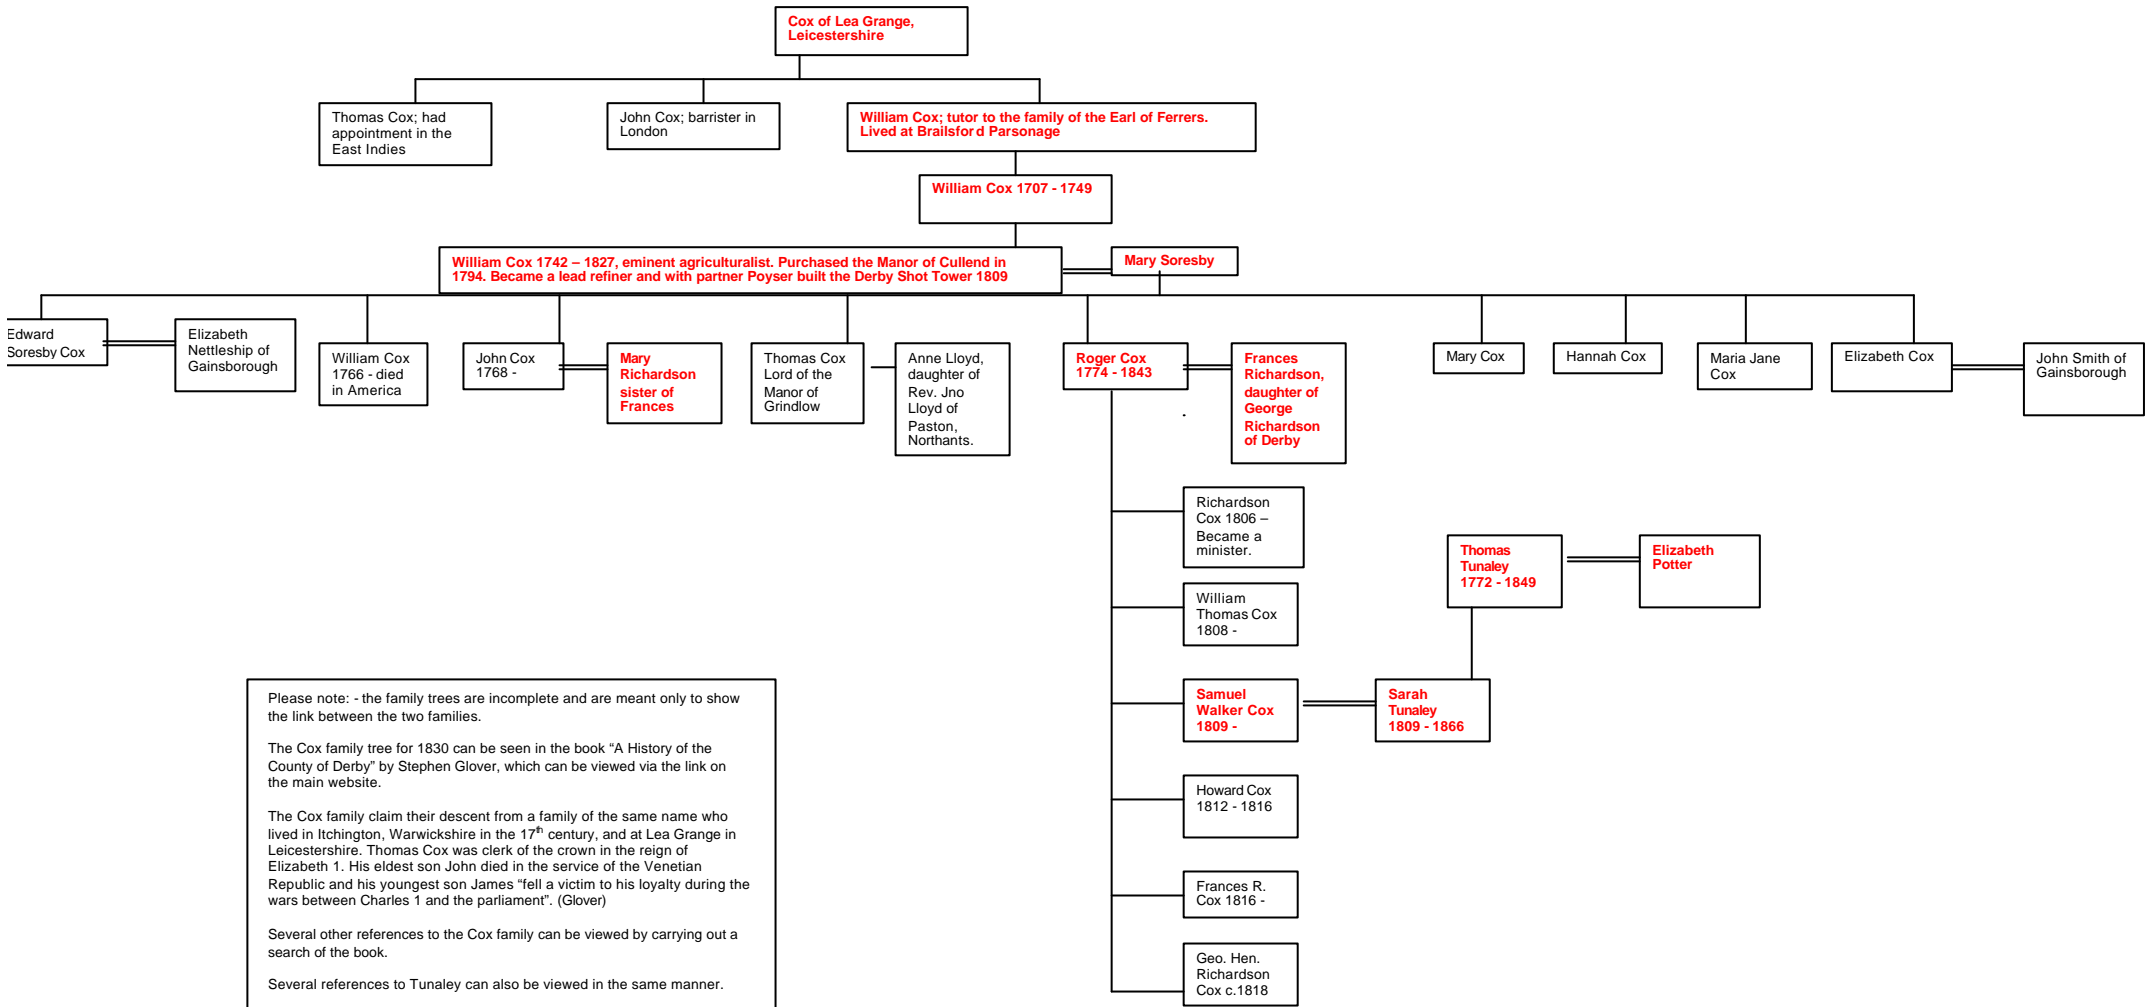 Cox of Lea Grange,
Leicestershire
Thomas Cox; had
appointment in the
East Indies
John Cox; barrister in
London
William Cox; tutor to the family of the Earl of Ferrers.
Lived at Brailsford Parsonage
William Cox 1707 - 1749
William Cox 1742 – 1827, eminent agriculturalist. Purchased the Manor of Cullend in
1794. Became a lead refiner and with partner Poyser built the Derby Shot Tower 1809
Mary Soresby
Edward
Soresby Cox
Elizabeth
Nettleship of
Gainsborough
William Cox
1766 - died
in America
John Cox
1768 -
Mary
Richardson
sister of
Frances
Thomas Cox
Lord of the
Manor of
Grindlow
Anne Lloyd,
daughter of
Rev. Jno
Lloyd of
Paston,
Northants.
Roger Cox
1774 - 1843
Frances
Richardson,
daughter of
George
Richardson
of Derby
Mary Cox
Hannah Cox
Maria Jane
Cox
Elizabeth Cox
John Smith of
Gainsborough
Richardson
Cox 1806 –
Became a
minister.
William
Thomas Cox
1808 -
Thomas
Tunaley
1772 - 1849
Elizabeth
Potter
Samuel
Walker Cox
1809 -
Sarah
Tunaley
1809 - 1866
Howard Cox
1812 - 1816
Frances R.
Cox 1816 -
Geo. Hen.
Richardson
Cox c.1818
Please note: - the family trees are incomplete and are meant only to show
the link between the two families.
The Cox family tree for 1830 can be seen in the book “A History of the
County of Derby” by Stephen Glover, which can be viewed via the link on
the main website.
The Cox family claim their descent from a family of the same name who
lived in Itchington, Warwickshire in the 17th century, and at Lea Grange in
Leicestershire. Thomas Cox was clerk of the crown in the reign of
Elizabeth 1. His eldest son John died in the service of the Venetian
Republic and his youngest son James “fell a victim to his loyalty during the
wars between Charles 1 and the parliament”. (Glover)
Several other references to the Cox family can be viewed by carrying out a
search of the book.
Several references to Tunaley can also be viewed in the same manner.